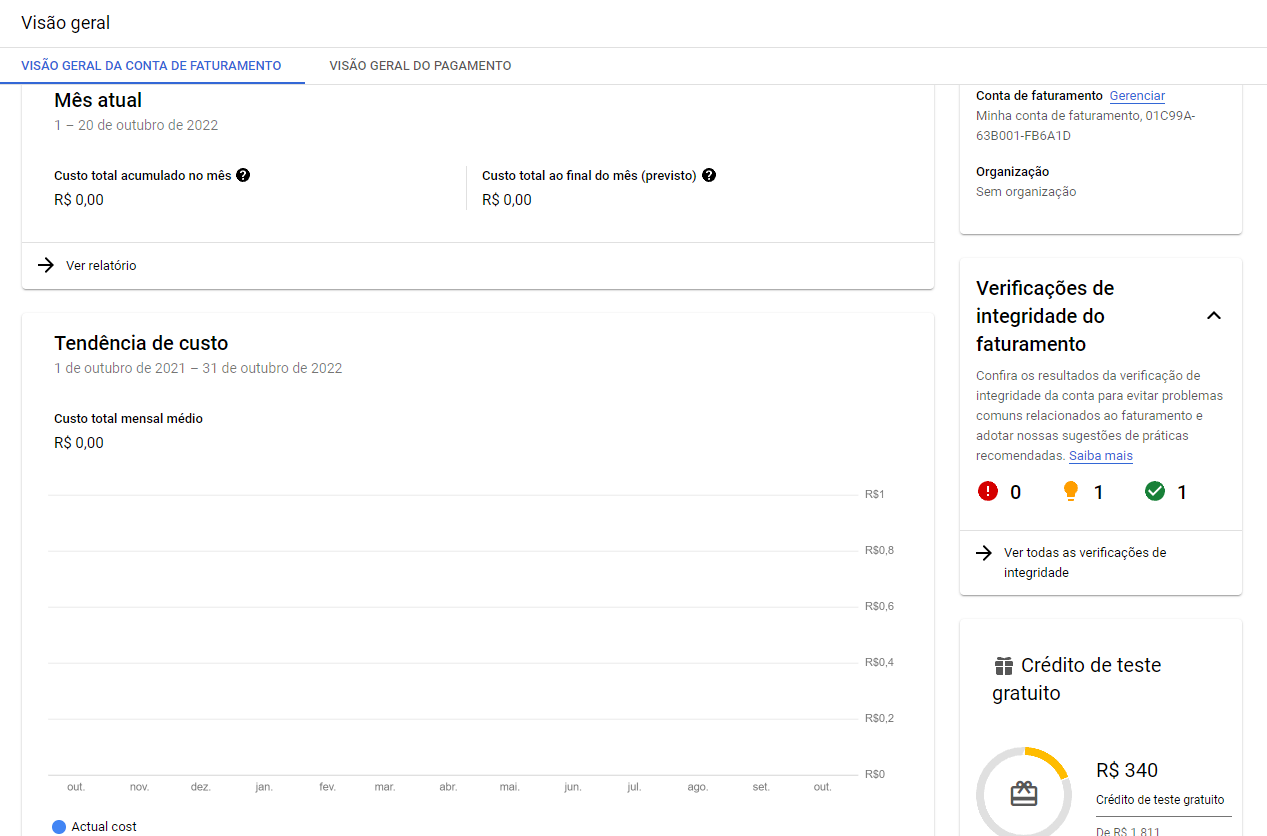 Visão geral
VISÃO GERAL DA CONTA DE FATURAMENTO
VISÃO GERAL DO PAGAMENTO
Mês atual
1 – 20 de outubro de 2022
Custo total acumulado no mês
R$ 0,00
Custo total ao final do mês (previsto)
R$ 0,00
Ver relatório
Tendência de custo
1 de outubro de 2021 – 31 de outubro de 2022
Custo total mensal médio
R$ 0,00
R$1
R$0,8
R$0,6
R$0,4
R$0,2
R$0
out. nov. dez. jan. fev. mar. abr. mai. jun. jul. ago. set. out.
Actual cost
Conta de faturamento Gerenciar
Minha conta de faturamento, 01C99A-
63B001-FB6A1D
Organização
Sem organização
Verificações de
integridade do
faturamento
Confira os resultados da verificação de
integridade da conta para evitar problemas
comuns relacionados ao faturamento e
adotar nossas sugestões de práticas
recomendadas. Saiba mais
0 1 1
Ver todas as verificações de
integridade
Crédito de teste
gratuito
R$ 340
Crédito de teste gratuito
De R$ 1.811